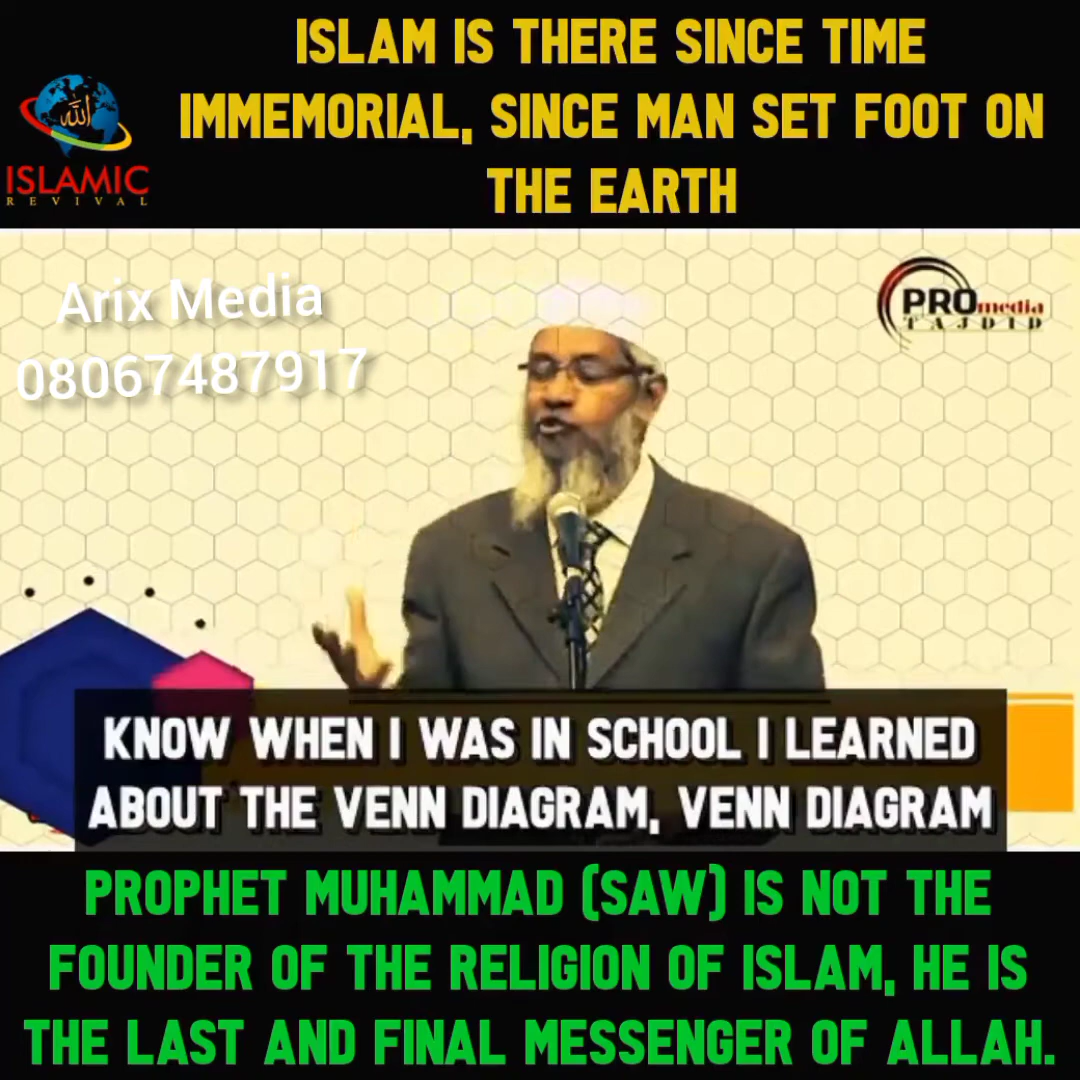 ISLAM IS THERE SINCE TIME
IMMEMORIAL, SINCE MAN SET FOOT ON
THE EARTH
الله
ISLAMIC
REVIVAL
Arix Media
08067487917
PROmedia
TAJDID
KNOW WHEN I WAS IN SCHOOL I LEARNED
ABOUT THE VENN DIAGRAM, VENN DIAGRAM
PROPHET MUHAMMAD (SAW) IS NOT THE
FOUNDER OF THE RELIGION OF ISLAM, HE IS
THE LAST AND FINAL MESSENGER OF ALLAH.